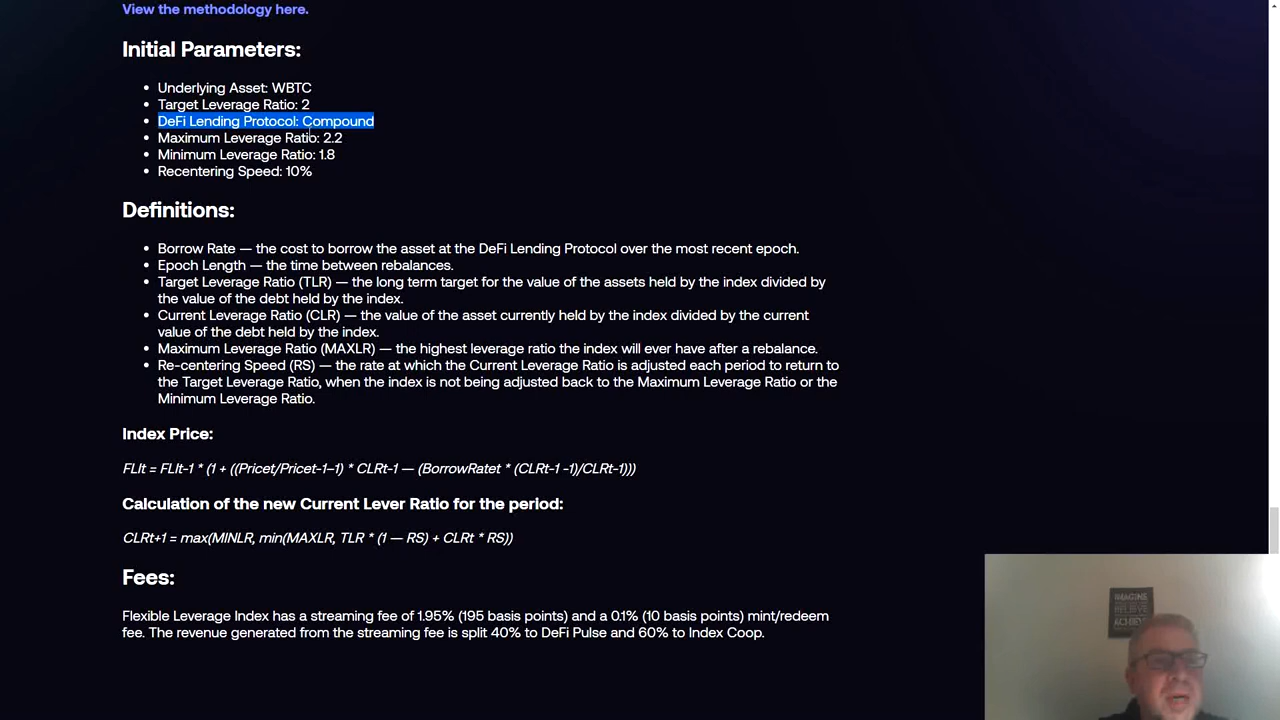 View the methodology here.
Initial Parameters:
Underlying Asset: WBTC
Target Leverage Ratio: 2
DeFi Lending Protocol: Compound
Maximum Leverage Ratio: 2.2
Minimum Leverage Ratio: 1.8
Recentering Speed: 10%
Definitions:
Borrow Rate — the cost to borrow the asset at the DeFi Lending Protocol over the most recent epoch.
Epoch Length — the time between rebalances.
Target Leverage Ratio (TLR) — the long term target for the value of the assets held by the index divided by
the value of the debt held by the index.
Current Leverage Ratio (CLR) — the value of the asset currently held by the index divided by the current
value of the debt held by the index.
Maximum Leverage Ratio (MAXLR) — the highest leverage ratio the index will ever have after a rebalance.
Re-centering Speed (RS) — the rate at which the Current Leverage Ratio is adjusted each period to return to
the Target Leverage Ratio, when the index is not being adjusted back to the Maximum Leverage Ratio or the
Minimum Leverage Ratio.
Index Price:
FLIt = FLIt-1 * (1 + ((Pricet/Pricet-1–1) * CLRt-1 — (BorrowRatet * (CLRt-1 -1)/CLRt-1)))
Calculation of the new Current Lever Ratio for the period:
CLRt+1 = max(MINLR, min(MAXLR, TLR * (1 — RS) + CLRt * RS))
Fees:
Flexible Leverage Index has a streaming fee of 1.95% (195 basis points) and a 0.1% (10 basis points) mint/redeem
fee. The revenue generated from the streaming fee is split 40% to DeFi Pulse and 60% to Index Coop.
IMAGINE
BELIEVE
ACHIEVE